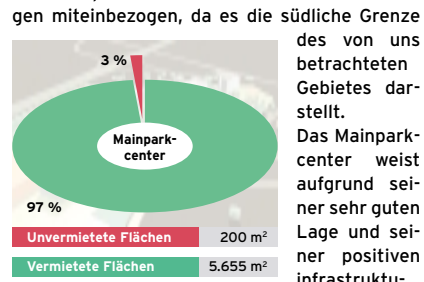 gen miteinbezogen, da es die südliche Grenze
des von uns
betrachteten
Gebietes dar-
stellt.
Das Mainpark-
center weist
aufgrund sei-
ner sehr guten
Lage und sei-
ner positiven
infrastruktu-
3 %
Mainpark-
center
97 %
Unvermietete Flächen 200 m²
Vermietete Flächen 5.655 m²